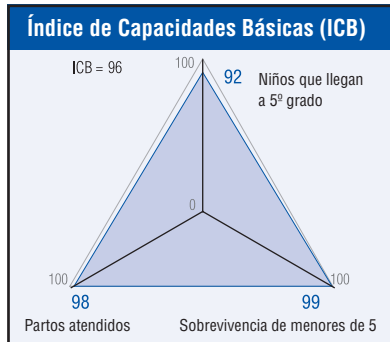 Índice de Capacidades Básicas (ICB)
ICB = 96
100
92
Niños que llegan
a 5º grado
0
100
100
98
99
Partos atendidos
Sobrevivencia de menores de 5